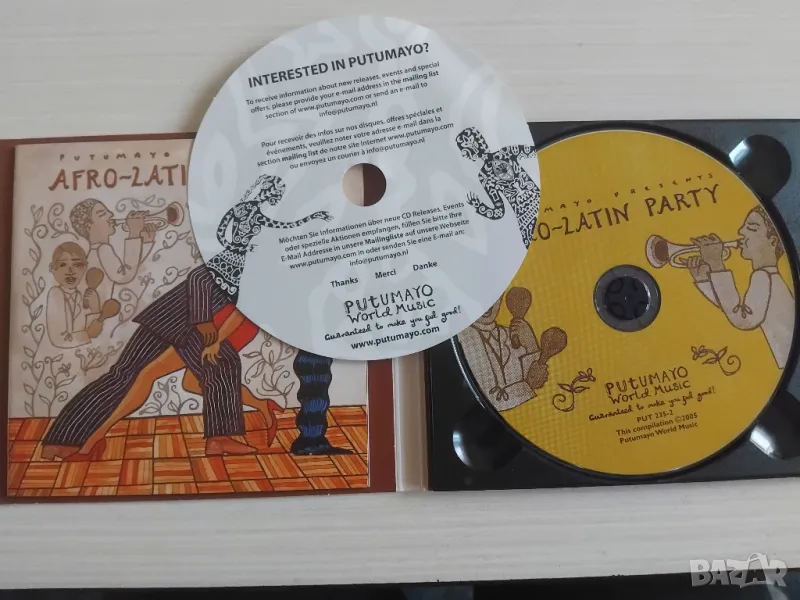 INTERESTED IN PUTUMAYO?
To receive information about new releases, events and special
offers, please provide your e-mail address in the mailing list
section of www.putumayo.com or send an e-mail to
info@putumayo.nl
Pour recevoir des infos sur nos disques, offres spéciales et
événements, veuillez noter votre adresse e-mail dans la
section mailing list de notre site Internet www.putumayo.com
ou envoyez un courier à info@putumayo.nl
Möchten Sie Informationen über neue CD Releases, Events
oder spezielle Aktionen empfangen, füllen Sie bitte Ihre
E-Mail Addresse in unsere Mailingliste auf unsere Webseite
www.putumayo.com in oder senden Sie eine E-mail an:
info@putumayo.nl
Thanks Merci Danke
PUTUMAYO
World Music
Guaranteed to make you feel good!
www.putumayo.com
PUTUMAYO
AFRO-LATI
MAYO PRESENTS
RO-LATIN PARTY
PUTUMAYO
World Music
Guaranteed to make you feel good!
PUT 235-2
This compilation ©2005
Putumayo World Music
BAZAR